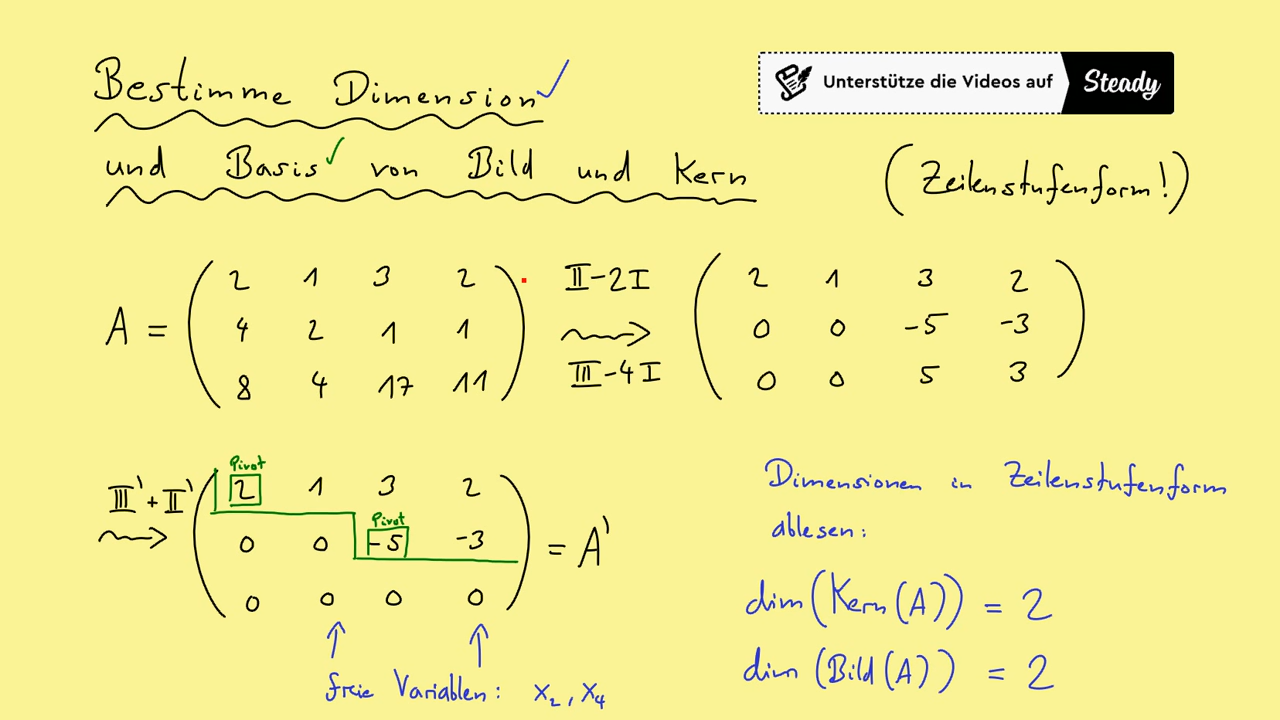 Bestimme Dimension ✓
Unterstütze die Videos auf Steady
und Basis ✓ von Bild und Kern
(Zeilenstufenform!)
A = ( 2 1 3 2 ) II-2I ( 2 1 3 2 )
4 2 1 1 0 0 -5 -3
8 4 17 11 III-4I 0 0 5 3
Pivot
III'+II' 2 1 3 2
Pivot
0 0 -5 -3 = A'
0 0 0 0
freie Variablen: x₂, x₄
Dimensionen in Zeilenstufenform
ablesen:
dim(Kern(A)) = 2
dim(Bild(A)) = 2